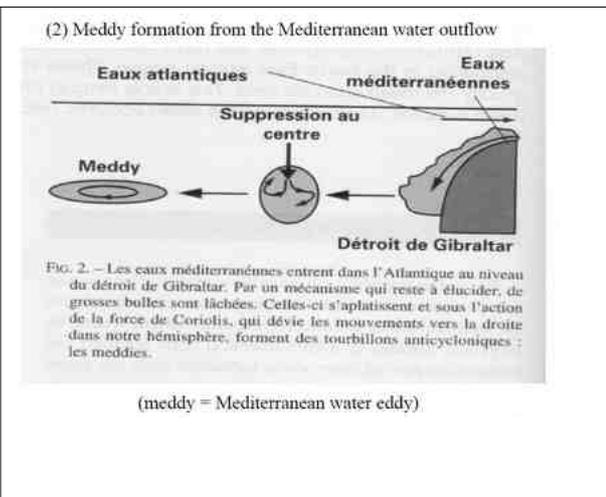 (2) Meddy formation from the Mediterranean water outflow
Eaux atlantiques
Eaux
méditerranéennes
Suppression au
centre
Meddy
Détroit de Gibraltar
FIG. 2. – Les eaux méditerranénnes entrent dans l'Atlantique au niveau
du détroit de Gibraltar. Par un mécanisme qui reste à élucider, de
grosses bulles sont lâchées. Celles-ci s'aplatissent et sous l'action
de la force de Coriolis, qui dévie les mouvements vers la droite
dans notre hémisphère, forment des tourbillons anticycloniques :
les meddies.
(meddy = Mediterranean water eddy)